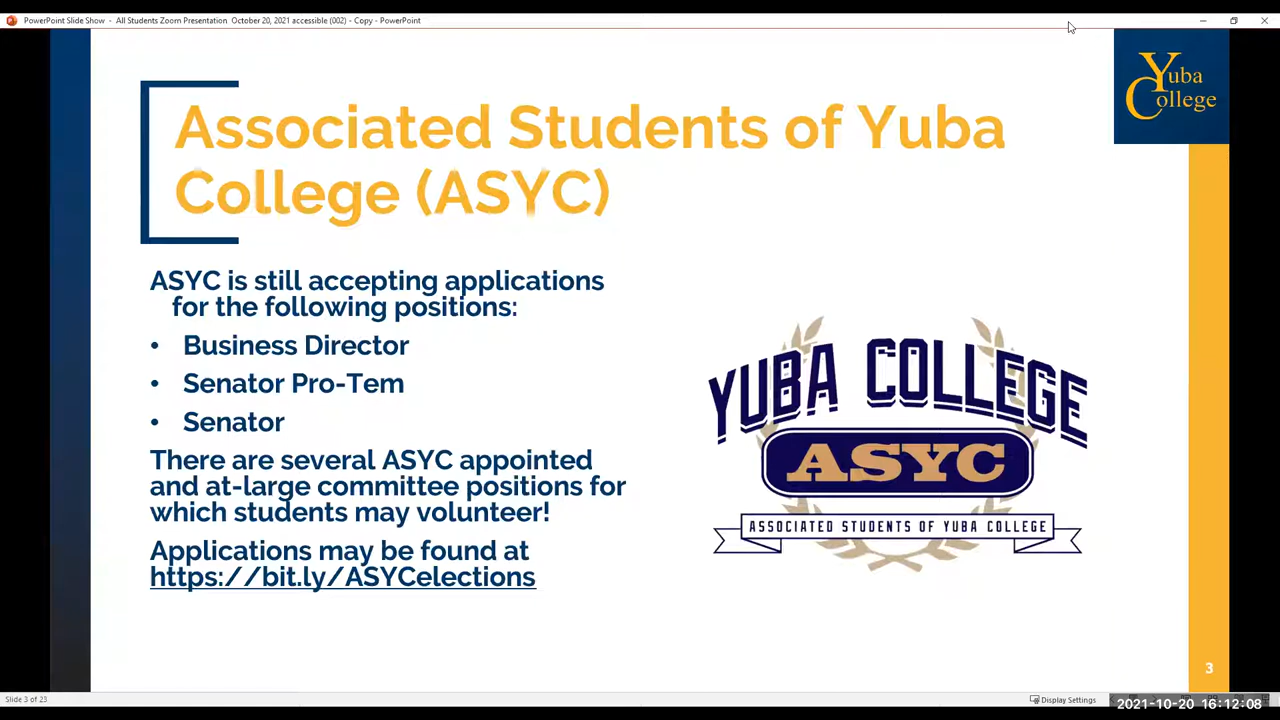 PowerPoint Slide Show - All Students Zoom Presentation October 20, 2021 accessible (002) - Copy - PowerPoint
Yuba
College
Associated Students of Yuba
College (ASYC)
ASYC is still accepting applications
for the following positions:
• Business Director
• Senator Pro-Tem
• Senator
There are several ASYC appointed
and at-large committee positions for
which students may volunteer!
Applications may be found at
https://bit.ly/ASYCelections
YUBA COLLEGE
ASYC
ASSOCIATED STUDENTS OF YUBA COLLEGE
3
Slide 3 of 23
Display Settings
2021-10-20 16:12:08